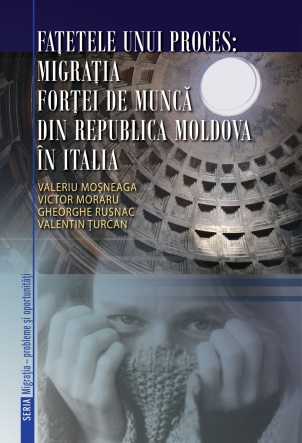 FAȚETELE UNUI PROCES:
MIGRAȚIA
FORȚEI DE MUNCĂ
DIN REPUBLICA MOLDOVA
ÎN ITALIA
VALERIU MOȘNEAGA
VICTOR MORARU
GHEORGHE RUSNAC
VALENTIN ȚURCAN
SERIA Migrația – probleme și oportunități